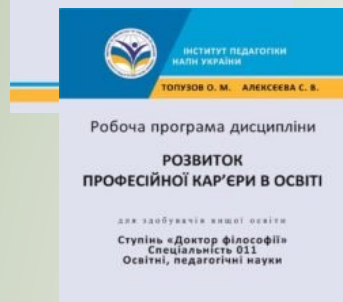 ІНСТИТУТ ПЕДАГОГІКИ
НАПН УКРАЇНИ
ТОПУЗОВ О. М. АЛЕКСЕЕВА С. В.
Робоча програма дисципліни
РОЗВИТОК
ПРОФЕСІЙНОЇ КАР’ЄРИ В ОСВІТІ
для здобувачів вищої освіти
Ступінь «Доктор філософії»
Спеціальність 011
Освітні, педагогічні науки